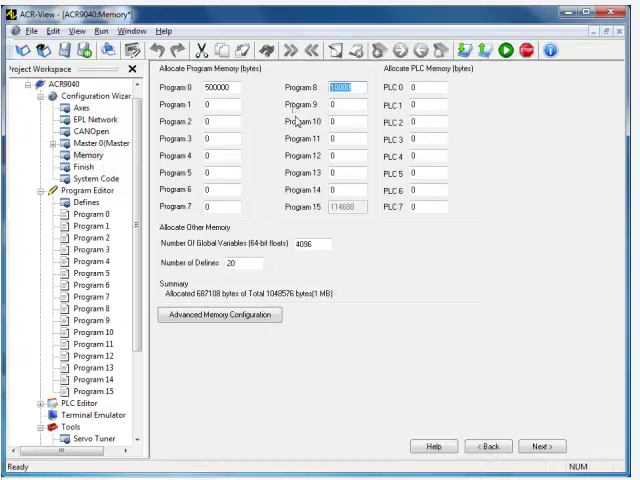 ACR-View - [ACR9040:Memory*]
File Edit View Run Window Help
Project Workspace
ACR9040
Configuration Wizar
Axes
EPL Network
CANOpen
Master 0(Master
Memory
Finish
System Code
Program Editor
Defines
Program 0
Program 1
Program 2
Program 3
Program 4
Program 5
Program 6
Program 7
Program 8
Program 9
Program 10
Program 11
Program 12
Program 13
Program 14
Program 15
PLC Editor
Terminal Emulator
Tools
Servo Tuner
Allocate Program Memory (bytes)
Program 0 500000 Program 8 10000
Program 1 0 Program 9 0
Program 2 0 Program 10 0
Program 3 0 Program 11 0
Program 4 0 Program 12 0
Program 5 0 Program 13 0
Program 6 0 Program 14 0
Program 7 0 Program 15 114688
Allocate PLC Memory (bytes)
PLC 0 0
PLC 1 0
PLC 2 0
PLC 3 0
PLC 4 0
PLC 5 0
PLC 6 0
PLC 7 0
Allocate Other Memory
Number Of Global Variables (64-bit floats) 4096
Number of Defines 20
Summary
Allocated 687108 bytes of Total 1048576 bytes(1 MB)
Advanced Memory Configuration
Help < Back Next >
Ready NUM